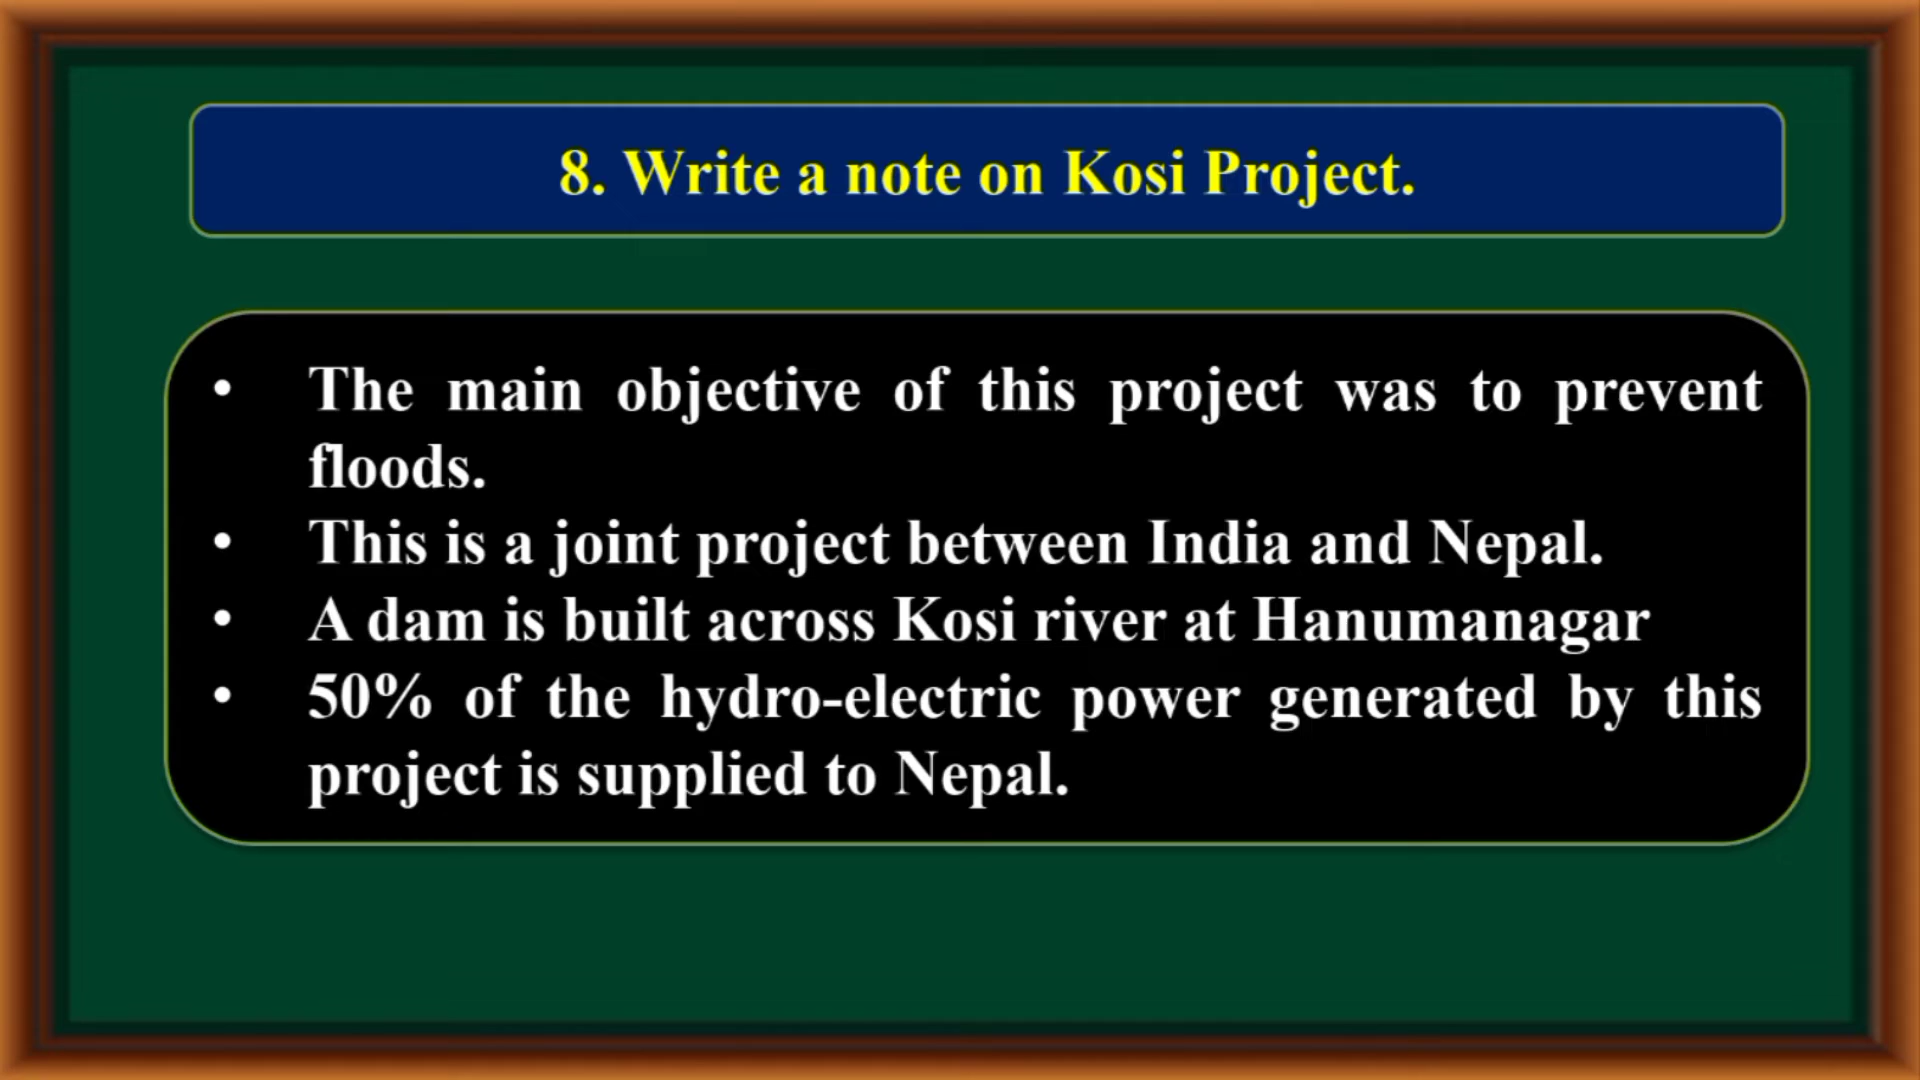 8. Write a note on Kosi Project.
• The main objective of this project was to prevent
floods.
• This is a joint project between India and Nepal.
• A dam is built across Kosi river at Hanumanagar
• 50% of the hydro-electric power generated by this
project is supplied to Nepal.